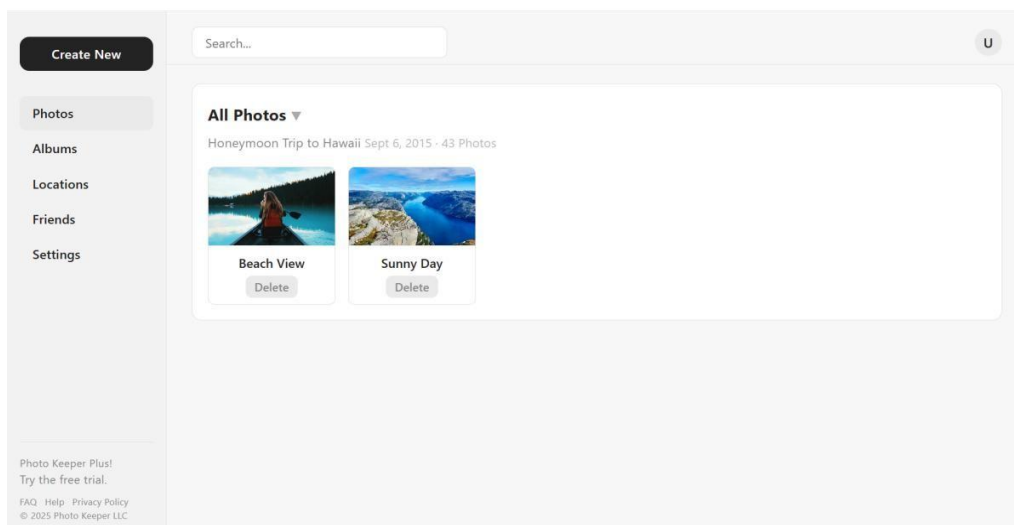 Create New
Photos
Albums
Locations
Friends
Settings
Photo Keeper Plus!
Try the free trial.
FAQ Help Privacy Policy
© 2025 Photo Keeper LLC
Search...
U
All Photos ▼
Honeymoon Trip to Hawaii Sept 6, 2015 · 43 Photos
Beach View
Delete
Sunny Day
Delete